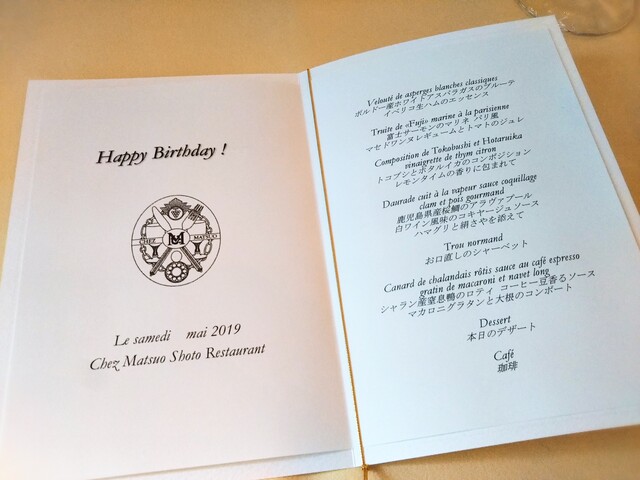 Happy Birthday !
CHEZ MATSUO
M
Le samedi mai 2019
Chez Matsuo Shoto Restaurant
Velouté de asperges blanches classiques
ボルドー産ホワイトアスパラガスのヴルーテ
イベリコ生ハムのエッセンス
Truite de «Fuji» marine à la parisienne
富士サーモンのマリネ パリ風
マセドワンヌレギュームとトマトのジュレ
Composition de Tokobushi et Hotaruika
vinaigrette de thym citron
トコブシとホタルイカのコンポジション
レモンタイムの香りに包まれて
Daurade cuit à la vapeur sauce coquillage
clam et pois gourmand
鹿児島県産桜鯛のアラヴァプール
白ワイン風味のコキヤージュソース
ハマグリと絹さやを添えて
Trou normand
お口直しのシャーベット
Canard de chalandais rôtis sauce au café espresso
gratin de macaroni et navet long
シャラン産窒息鴨のロティ コーヒー豆香るソース
マカロニグラタンと大根のコンポート
Dessert
本日のデザート
Café
珈琲